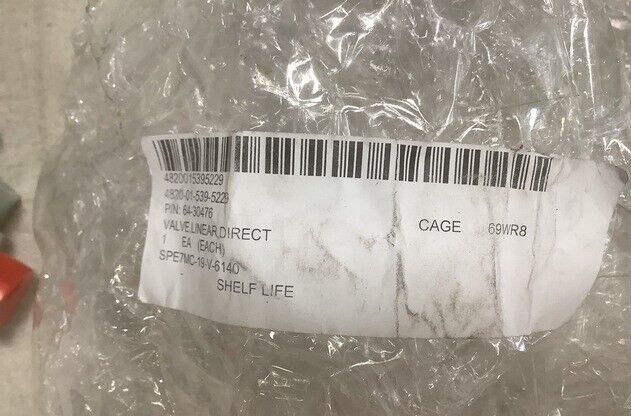 4820015395229
4820-01-539-5229
P/N: 64-30476
VALVE,LINEAR,DIRECT
1 EA (EACH)
SPE7MC-19-V-6140
SHELF LIFE
CAGE 69WR8